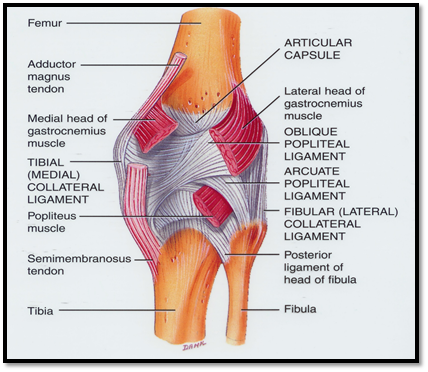 Femur
Adductor
magnus
tendon
Medial head of
gastrocnemius
muscle
TIBIAL
(MEDIAL)
COLLATERAL
LIGAMENT
Popliteus
muscle
Semimembranosus
tendon
Tibia
ARTICULAR
CAPSULE
Lateral head of
gastrocnemius
muscle
OBLIQUE
POPLITEAL
LIGAMENT
ARCUATE
POPLITEAL
LIGAMENT
FIBULAR (LATERAL)
COLLATERAL
LIGAMENT
Posterior
ligament of
head of fibula
Fibula